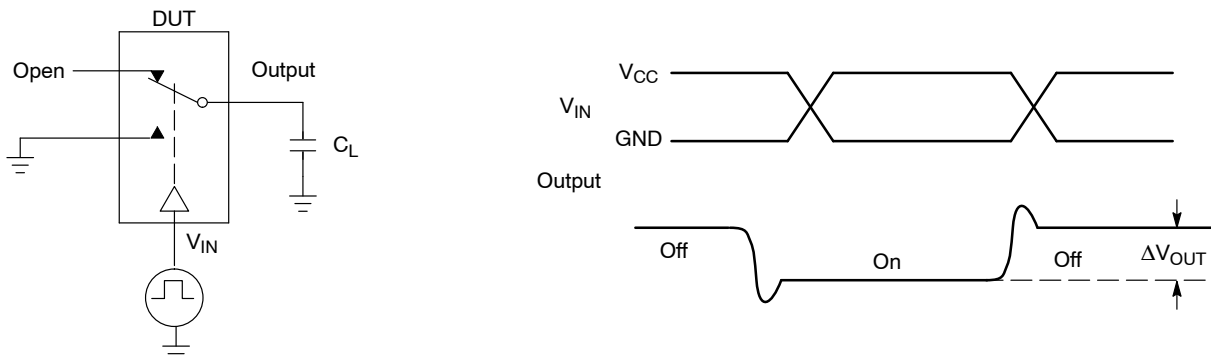 DUT
Open
Output
C_L
V_IN
V_CC
V_IN
GND
Output
Off
On
Off
ΔV_OUT